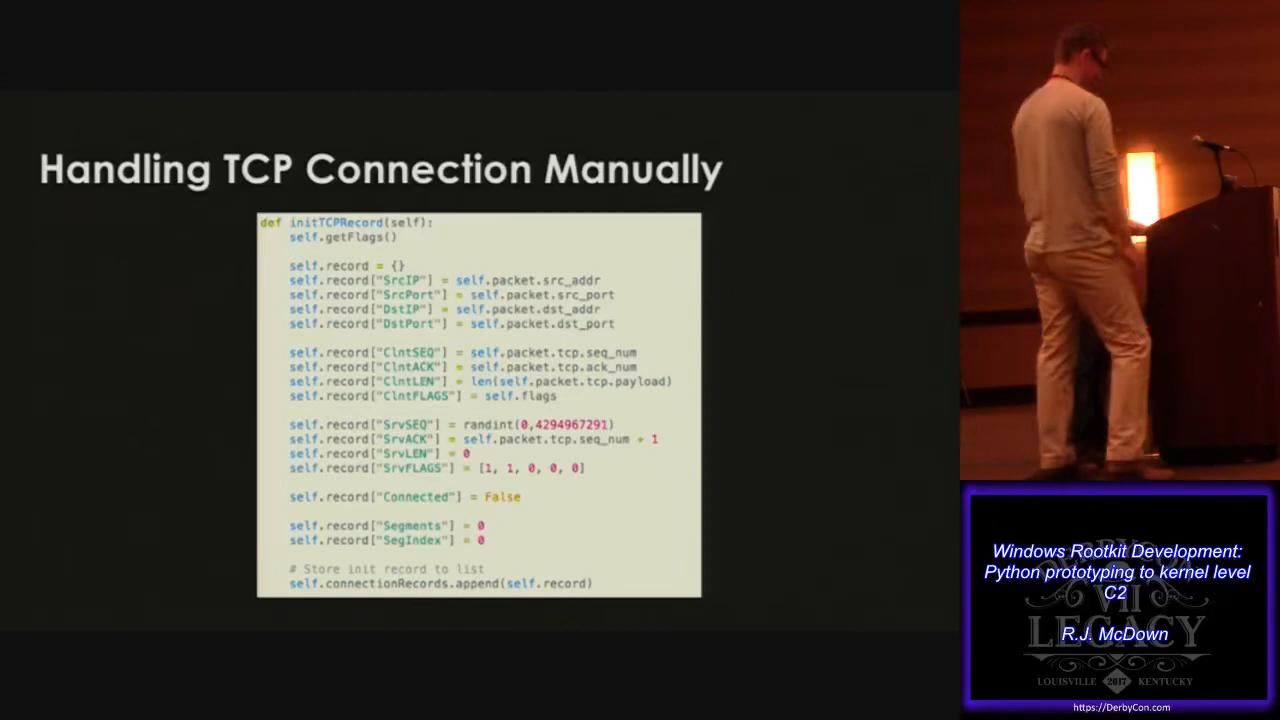 Handling TCP Connection Manually
def initTCPRecord(self):
self.getFlags()
self.record = {}
self.record["SrcIP"] = self.packet.src_addr
self.record["SrcPort"] = self.packet.src_port
self.record["DstIP"] = self.packet.dst_addr
self.record["DstPort"] = self.packet.dst_port
self.record["ClntSEQ"] = self.packet.tcp.seq_num
self.record["ClntACK"] = self.packet.tcp.ack_num
self.record["ClntLEN"] = len(self.packet.tcp.payload)
self.record["ClntFLAGS"] = self.flags
self.record["SrvSEQ"] = randint(0,4294967291)
self.record["SrvACK"] = self.packet.tcp.seq_num + 1
self.record["SrvLEN"] = 0
self.record["SrvFLAGS"] = [1, 1, 0, 0, 0]
self.record["Connected"] = False
self.record["Segments"] = 0
self.record["SegIndex"] = 0
# Store init record to list
self.connectionRecords.append(self.record)
Windows Rootkit Development:
Python prototyping to kernel level
C2
R.J. McDown
VII
LEGACY
LOUISVILLE 2017 KENTUCKY
https://DerbyCon.com